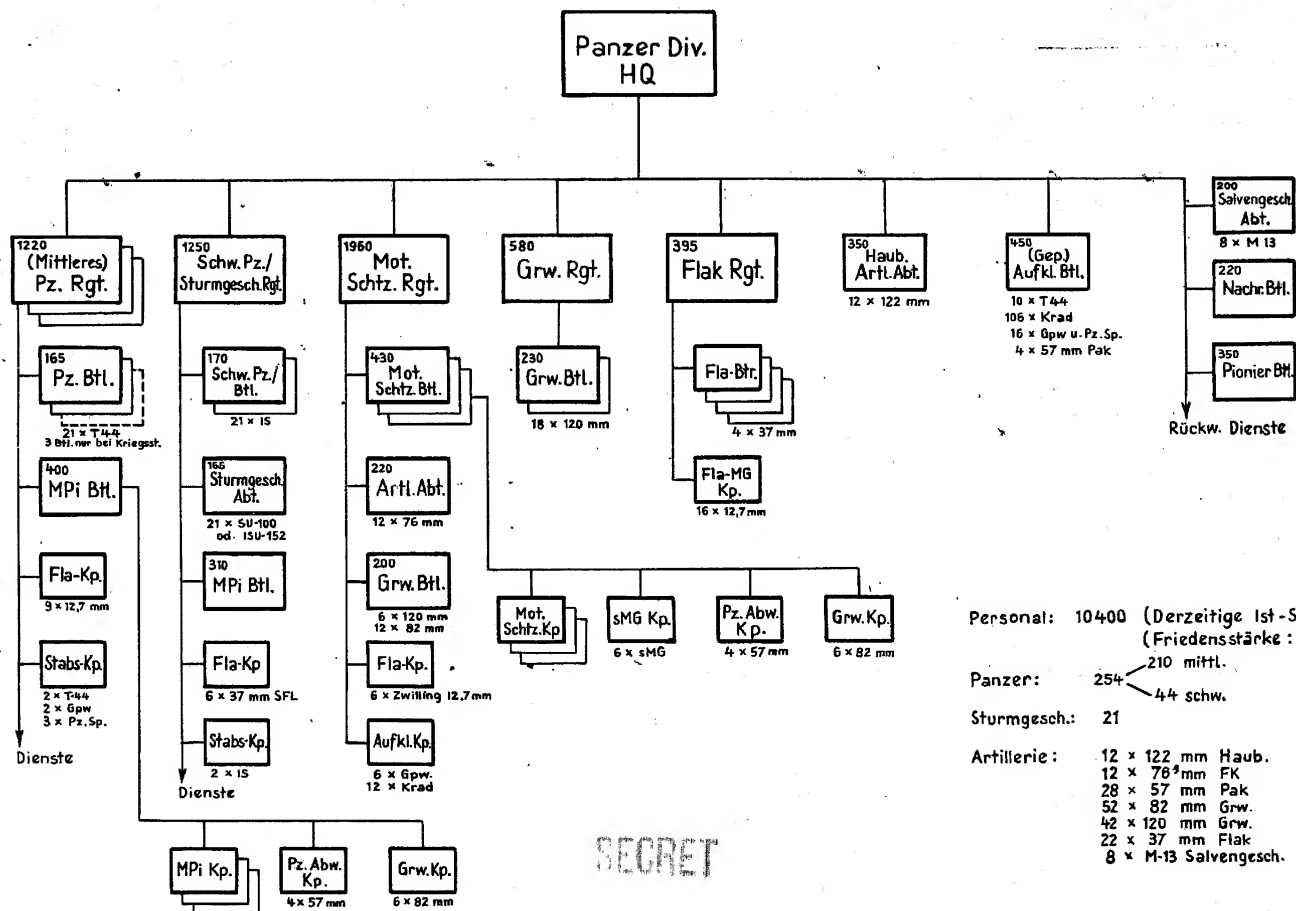 Panzer Div.
HQ
1220
(Mittleres)
Pz. Rgt.
1250
Schw. Pz./
Sturmgesch. Rgt.
1960
Mot.
Schtz. Rgt.
580
Grw. Rgt.
395
Flak Rgt.
350
Haub.
Artl. Abt.
12 × 122 mm
450
(Gep.)
Aufkl. Btl.
10 × T44
106 × Krad
16 × Gpw u. Pz. Sp.
4 × 57 mm Pak
200
Salvengesch.
Abt.
8 × M 13
220
Nachr. Btl.
350
Pionier Btl.
Rückw. Dienste
165
Pz. Btl.
21 × T44
3 Btl. nur bei Kriegsst.
400
MPi Btl.
Fla-Kp.
9 × 12,7 mm
Stabs-Kp.
2 × T-44
2 × Gpw
3 × Pz. Sp.
Dienste
170
Schw. Pz./
Btl.
21 × IS
165
Sturmgesch.
Abt.
21 × SU-100
od. ISU-152
310
MPi Btl.
Fla-Kp
6 × 37 mm SFL
Stabs-Kp.
2 × IS
Dienste
430
Mot.
Schtz. Btl.
220
Artl. Abt.
12 × 76 mm
200
Grw. Btl.
6 × 120 mm
12 × 82 mm
Fla-Kp.
6 × Zwilling 12,7 mm
Aufkl. Kp.
6 × Gpw.
12 × Krad
230
Grw. Btl.
18 × 120 mm
Fla-Btr.
4 × 37 mm
Fla-MG
Kp.
16 × 12,7 mm
Mot.
Schtz. Kp
sMG Kp.
6 × sMG
Pz. Abw.
Kp.
4 × 57 mm
Grw. Kp.
6 × 82 mm
MPi Kp.
Pz. Abw.
Kp.
4 × 57 mm
Grw. Kp.
6 × 82 mm
SECRET
Personal: 10400 (Derzeitige Ist-S
(Friedensstärke :
Panzer: 254
210 mittl.
44 schw.
Sturmgesch.: 21
Artillerie: 12 × 122 mm Haub.
12 × 76 mm FK
28 × 57 mm Pak
52 × 82 mm Grw.
42 × 120 mm Grw.
22 × 37 mm Flak
8 × M-13 Salvengesch.